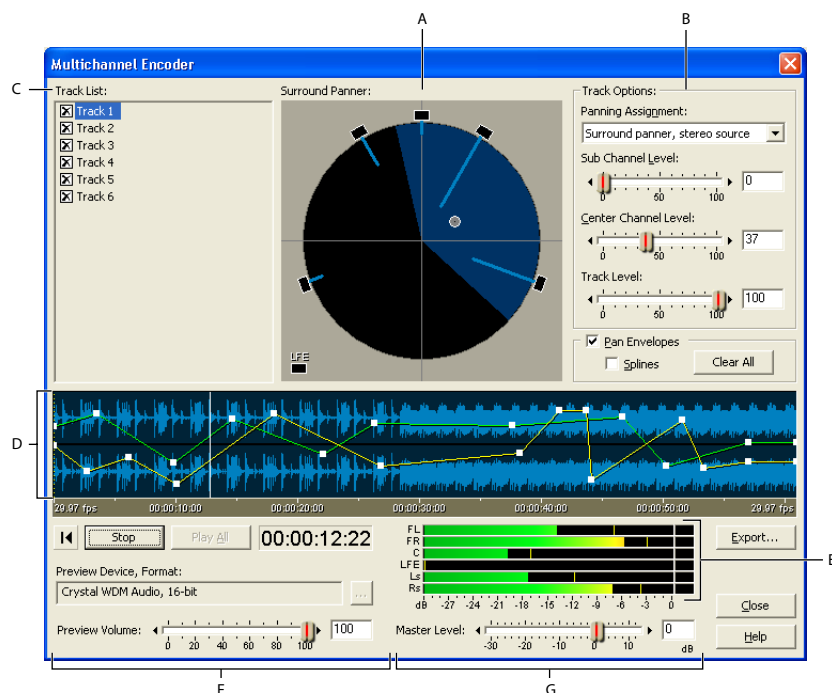 A
B
Multichannel Encoder
C
Track List:
Surround Panner:
Track Options:
Track 1
Track 2
Track 3
Track 4
Track 5
Track 6
LFE
Panning Assignment:
Surround panner, stereo source
Sub Channel Level:
0
0 50 100
Center Channel Level:
37
0 50 100
Track Level:
100
0 50 100
Pan Envelopes
Splines
Clear All
D
29.97 fps 00:00:10:00 00:00:20:00 00:00:30:00 00:00:40:00 00:00:50:00 29.97 fps
Stop
Play All
00:00:12:22
FL
FR
C
LFE
Ls
Rs
dB -27 -24 -21 -18 -15 -12 -9 -6 -3 0
Export...
E
Preview Device, Format:
Crystal WDM Audio, 16-bit
...
Close
Preview Volume:
100
0 20 40 60 80 100
Master Level:
0
dB
-30 -20 -10 0 10
Help
F
G